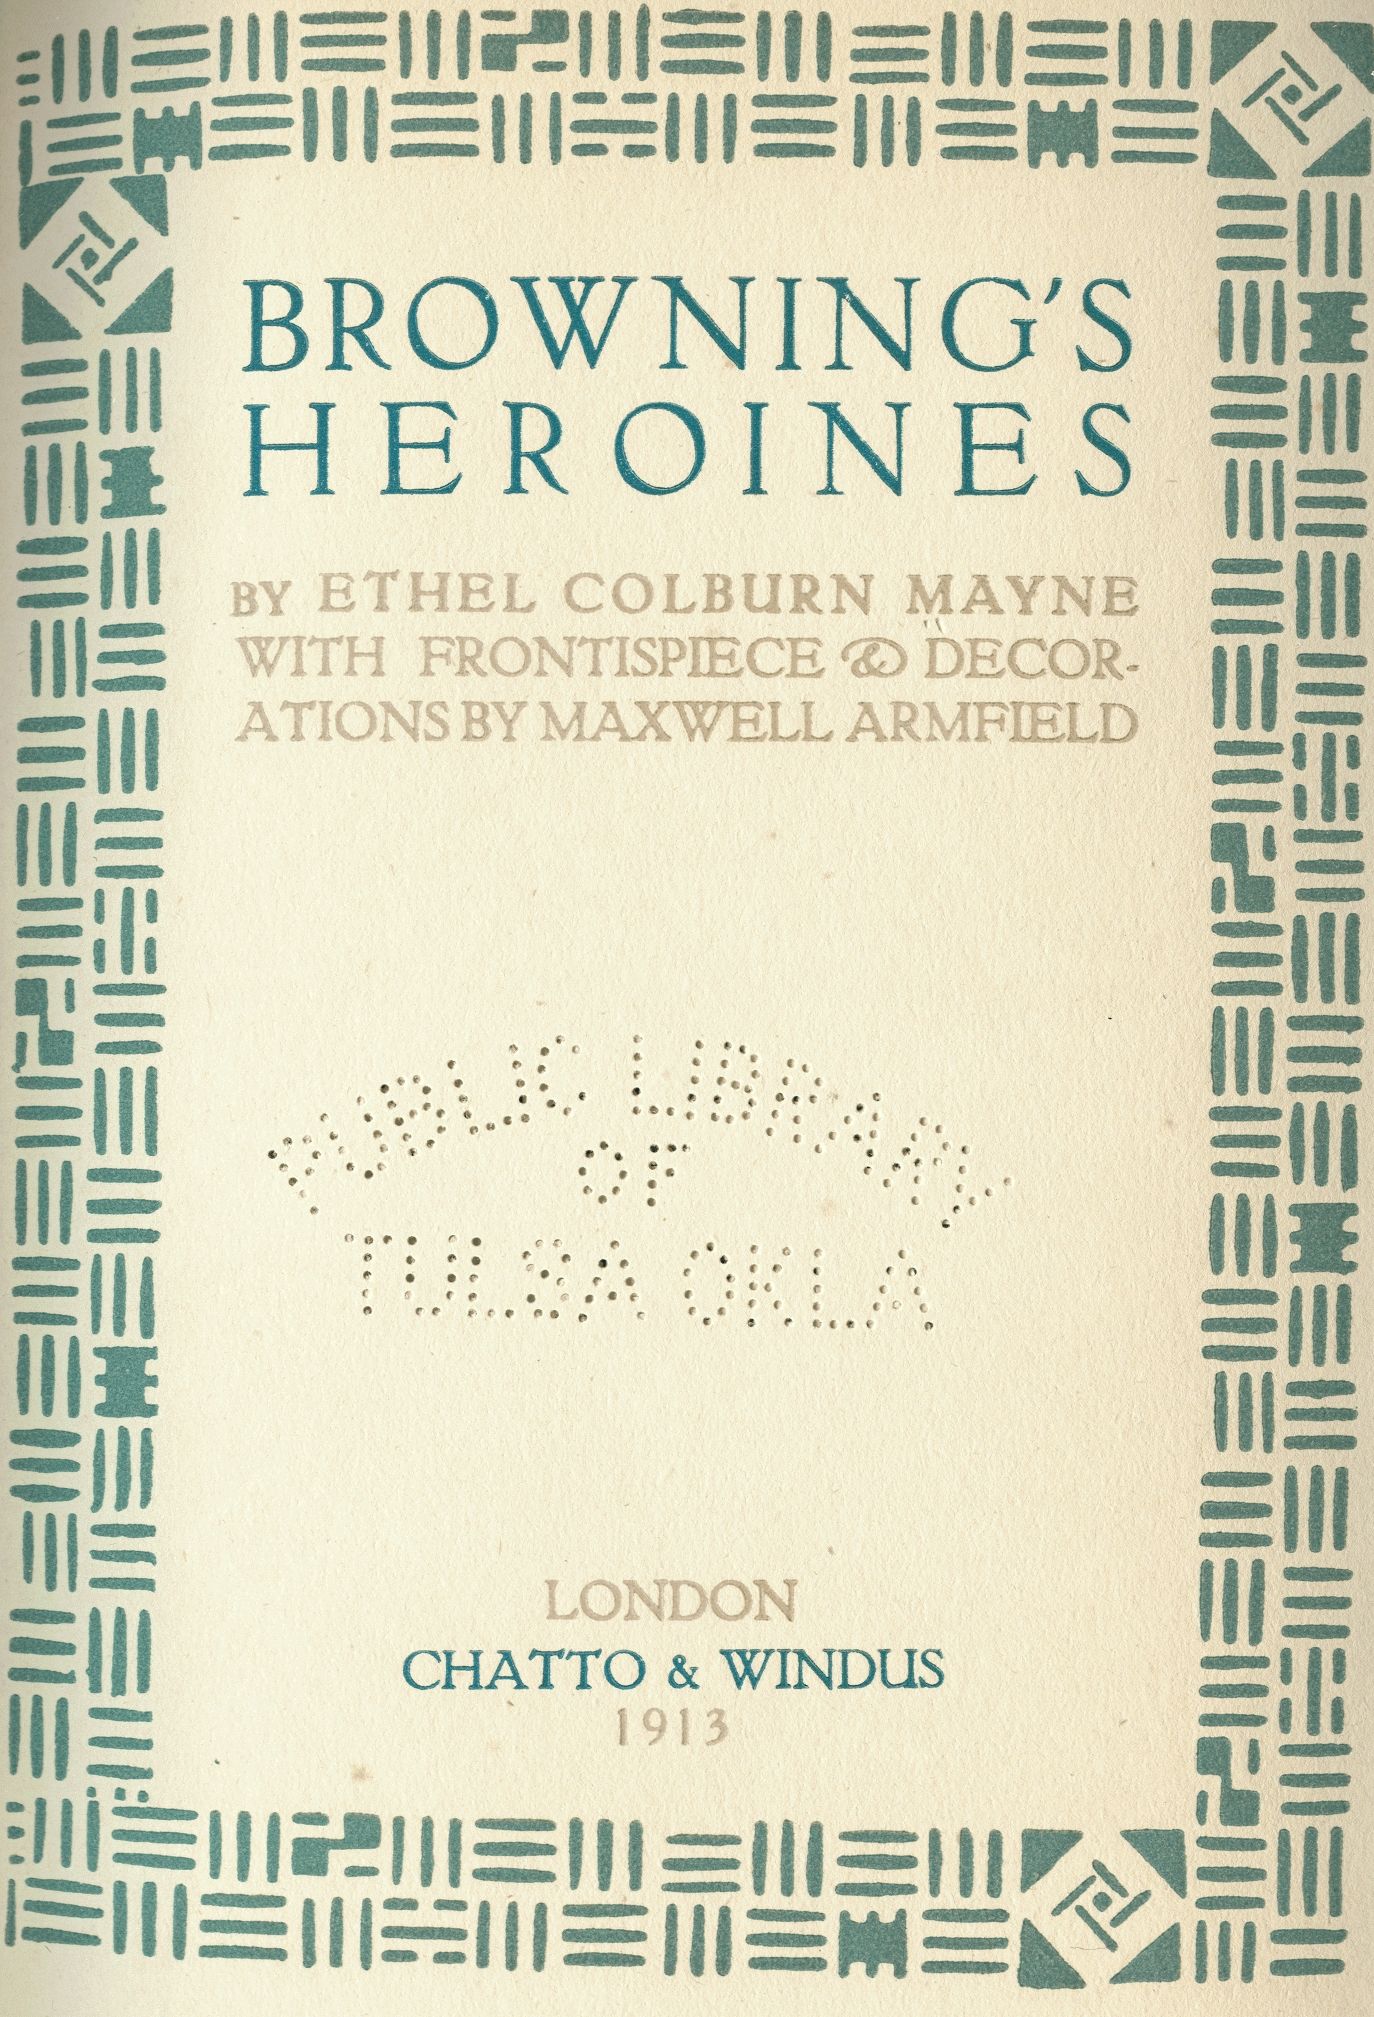 BROWNING'S
HEROINES
BY ETHEL COLBURN MAYNE
WITH FRONTISPIECE & DECOR-
ATIONS BY MAXWELL ARMFIELD
PUBLIC LIBRARY
OF
TULSA OKLA
LONDON
CHATTO & WINDUS
1913